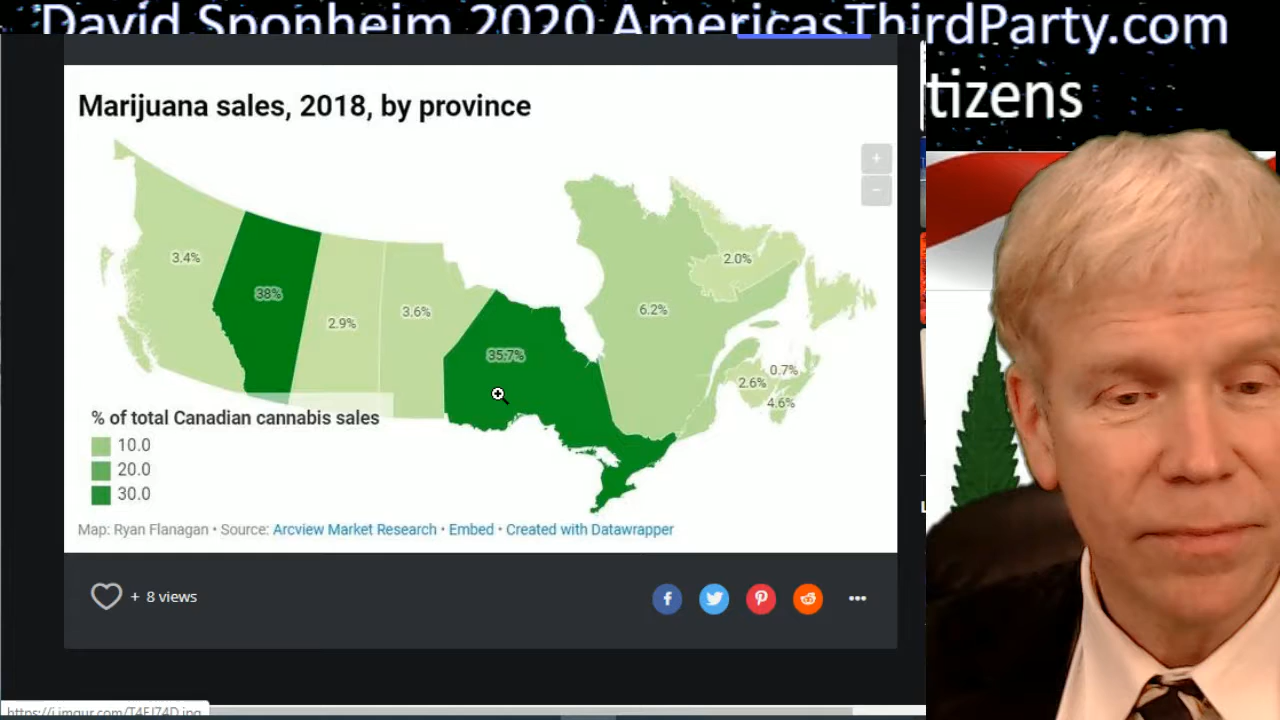 David Sponheim 2020 AmericasThirdParty.com
tizens
Marijuana sales, 2018, by province
+
−
3.4%
38%
2.9%
3.6%
35.7%
6.2%
2.0%
0.7%
2.6%
4.6%
% of total Canadian cannabis sales
10.0
20.0
30.0
Map: Ryan Flanagan • Source: Arcview Market Research • Embed • Created with Datawrapper
+ 8 views